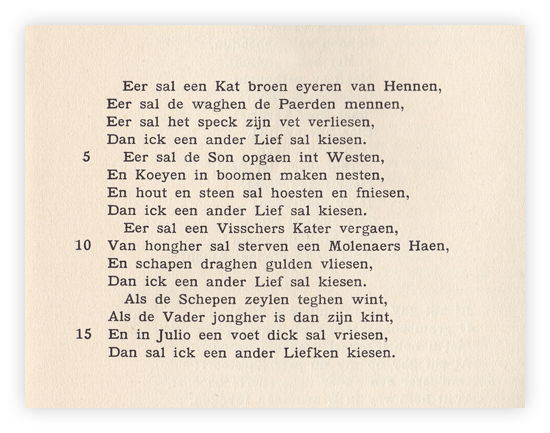 Eer sal een Kat broen eyeren van Hennen,
Eer sal de waghen de Paerden mennen,
Eer sal het speck zijn vet verliesen,
Dan ick een ander Lief sal kiesen.
5 Eer sal de Son opgaen int Westen,
En Koeyen in boomen maken nesten,
En hout en steen sal hoesten en fniesen,
Dan ick een ander Lief sal kiesen.
Eer sal een Visschers Kater vergaen,
10 Van hongher sal sterven een Molenaers Haen,
En schapen draghen gulden vliesen,
Dan ick een ander Lief sal kiesen.
Als de Schepen zeylen teghen wint,
Als de Vader jongher is dan zijn kint,
15 En in Julio een voet dick sal vriesen,
Dan sal ick een ander Liefken kiesen.